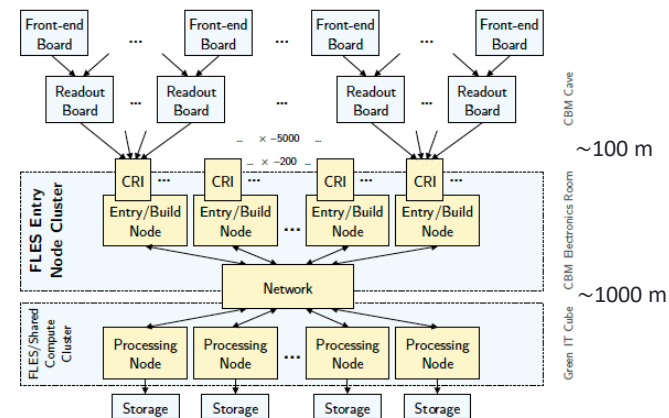 Front-end Board ... Front-end Board ... Front-end Board ... Front-end Board
Readout Board ... Readout Board ... Readout Board ... Readout Board
CBM Cave
... × ~5000 ...
... × ~200 ...
~100 m
CRI ... CRI CRI CRI ...
FLES Entry Node Cluster
Entry/Build Node Entry/Build Node ... Entry/Build Node Entry/Build Node
CBM Electronics Room
Network
~1000 m
FLES/Shared Compute Cluster
Processing Node Processing Node ... Processing Node Processing Node
Green IT Cube
Storage Storage Storage Storage